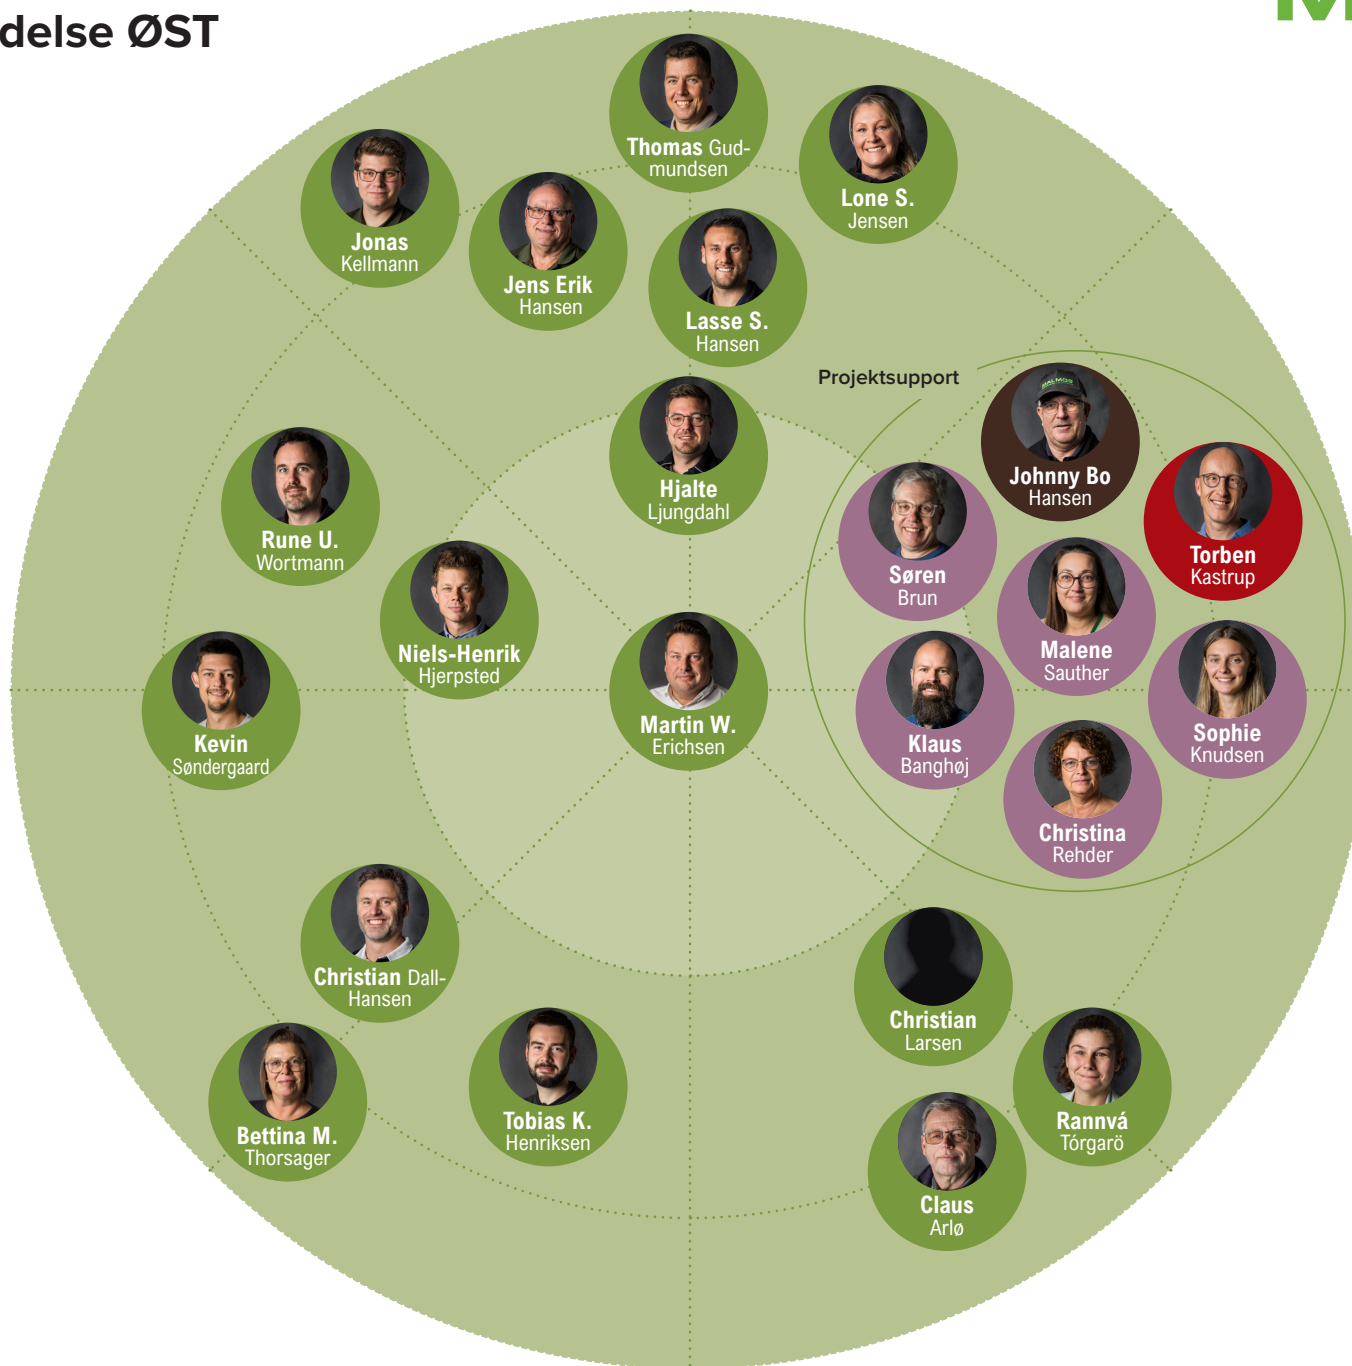 delse ØST
Thomas Gud-
mundsen
Lone S.
Jensen
Jonas
Kellmann
Jens Erik
Hansen
Lasse S.
Hansen
Projektsupport
MALMOS
Johnny Bo
Hansen
Hjalte
Ljungdahl
Rune U.
Wortmann
Søren
Brun
Torben
Kastrup
Niels-Henrik
Hjerpsted
Malene
Sauther
Kevin
Søndergaard
Martin W.
Erichsen
Klaus
Banghøj
Sophie
Knudsen
Christina
Rehder
Christian Dall-
Hansen
Christian
Larsen
Bettina M.
Thorsager
Tobias K.
Henriksen
Rannvá
Tórgarö
Claus
Arlø